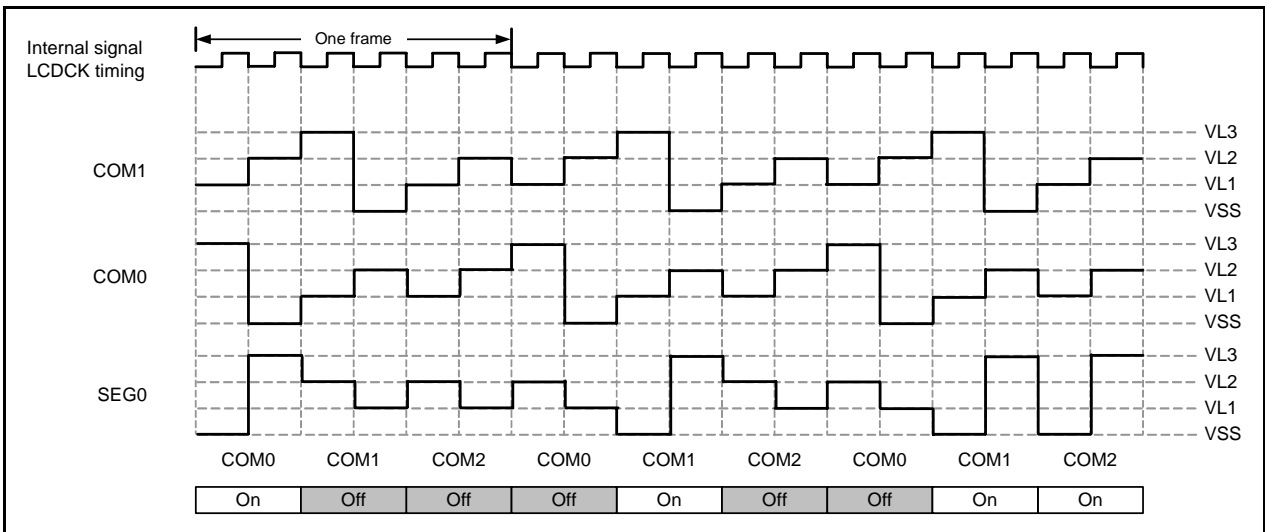 One frame
Internal signal
LCDCK timing
COM1
VL3
VL2
VL1
VSS
COM0
VL3
VL2
VL1
VSS
SEG0
VL3
VL2
VL1
VSS
COM0 COM1 COM2 COM0 COM1 COM2 COM0 COM1 COM2
On Off Off Off On Off Off On On